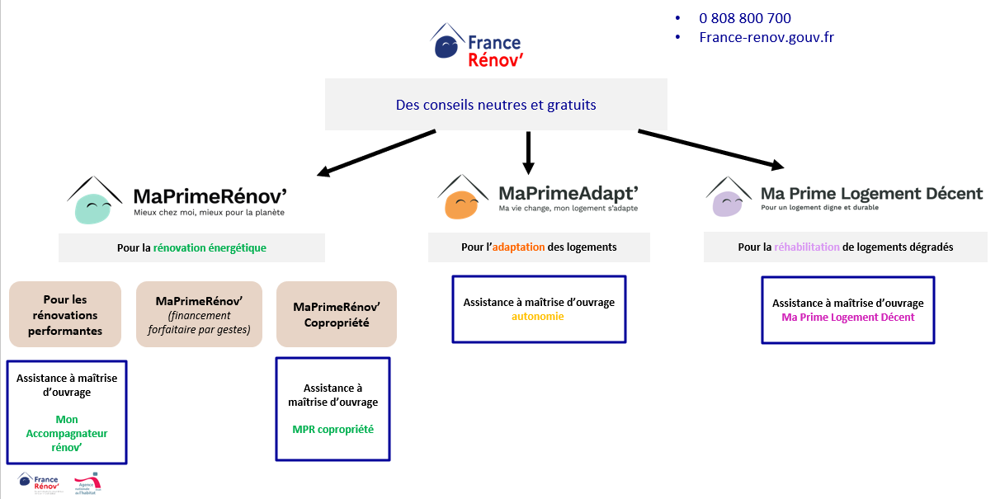 • 0 808 800 700
• France-renov.gouv.fr
France
Rénov’
Des conseils neutres et gratuits
MaPrimeRénov’
Mieux chez moi, mieux pour la planète
Pour la rénovation énergétique
MaPrimeAdapt’
Ma vie change, mon logement s’adapte
Pour l’adaptation des logements
Ma Prime Logement Décent
Pour un logement digne et durable
Pour la réhabilitation de logements dégradés
Pour les
rénovations
performantes
MaPrimeRénov’
(financement
forfaitaire par gestes)
MaPrimeRénov’
Copropriété
Assistance à maîtrise d’ouvrage
autonomie
Assistance à maîtrise d’ouvrage
Ma Prime Logement Décent
Assistance à maîtrise
d’ouvrage
Mon
Accompagnateur
rénov’
Assistance à
maîtrise d’ouvrage
MPR copropriété
France
Rénov’
Agence
nationale
de l’habitat